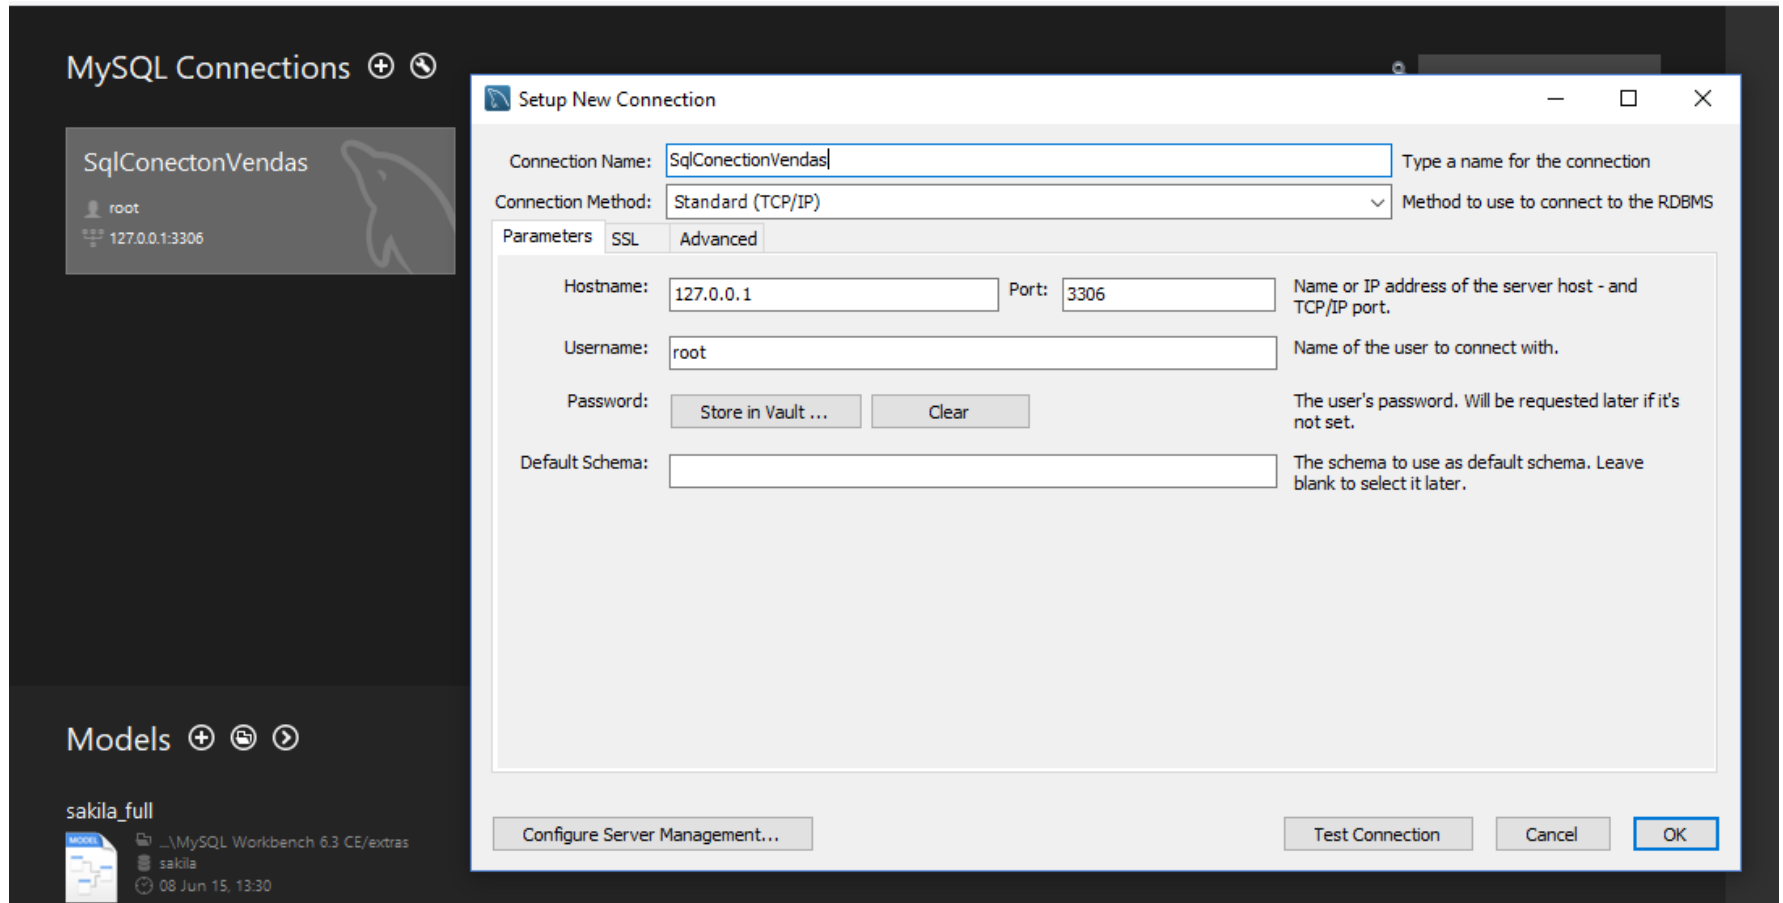 MySQL Connections
SqlConectonVendas
root
127.0.0.1:3306
Setup New Connection
Connection Name: SqlConectionVendas Type a name for the connection
Connection Method: Standard (TCP/IP) Method to use to connect to the RDBMS
Parameters SSL Advanced
Hostname: 127.0.0.1 Port: 3306 Name or IP address of the server host - and
TCP/IP port.
Username: root Name of the user to connect with.
Password: Store in Vault ... Clear The user's password. Will be requested later if it's
not set.
Default Schema: The schema to use as default schema. Leave
blank to select it later.
Configure Server Management... Test Connection Cancel OK
Models
sakila_full
MODEL
...\MySQL Workbench 6.3 CE/extras
sakila
08 Jun 15, 13:30